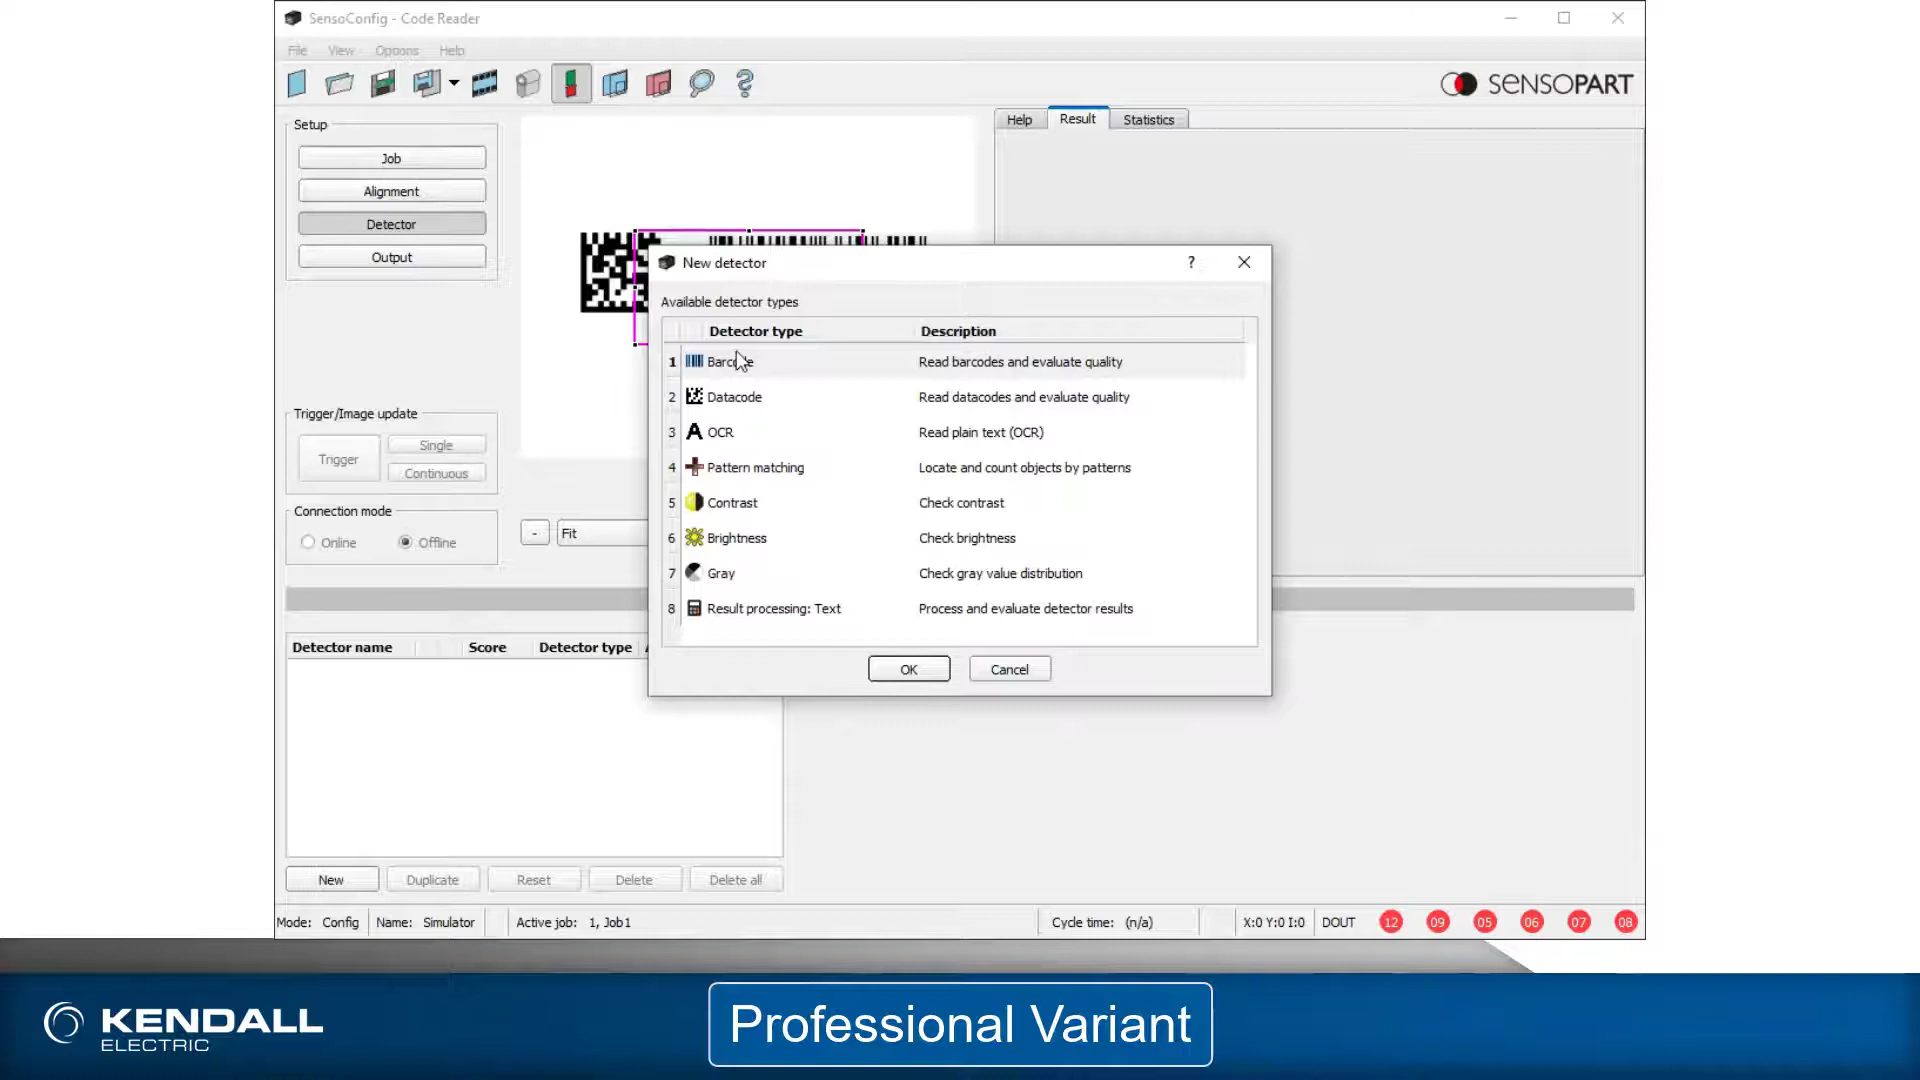 SensoConfig - Code Reader
File View Options Help
SENSOPART
Setup
Job
Alignment
Detector
Output
Help Result Statistics
New detector ?
Available detector types
Detector type Description
1 Barcode Read barcodes and evaluate quality
2 Datacode Read datacodes and evaluate quality
3 OCR Read plain text (OCR)
4 Pattern matching Locate and count objects by patterns
5 Contrast Check contrast
6 Brightness Check brightness
7 Gray Check gray value distribution
8 Result processing: Text Process and evaluate detector results
OK Cancel
Trigger/Image update
Trigger
Single
Continuous
Connection mode
Online Offline
- Fit
Detector name Score Detector type
New Duplicate Reset Delete Delete all
Mode: Config Name: Simulator Active job: 1, Job1 Cycle time: (n/a) X:0 Y:0 I:0 DOUT 12 09 05 06 07 08
KENDALL
ELECTRIC
Professional Variant